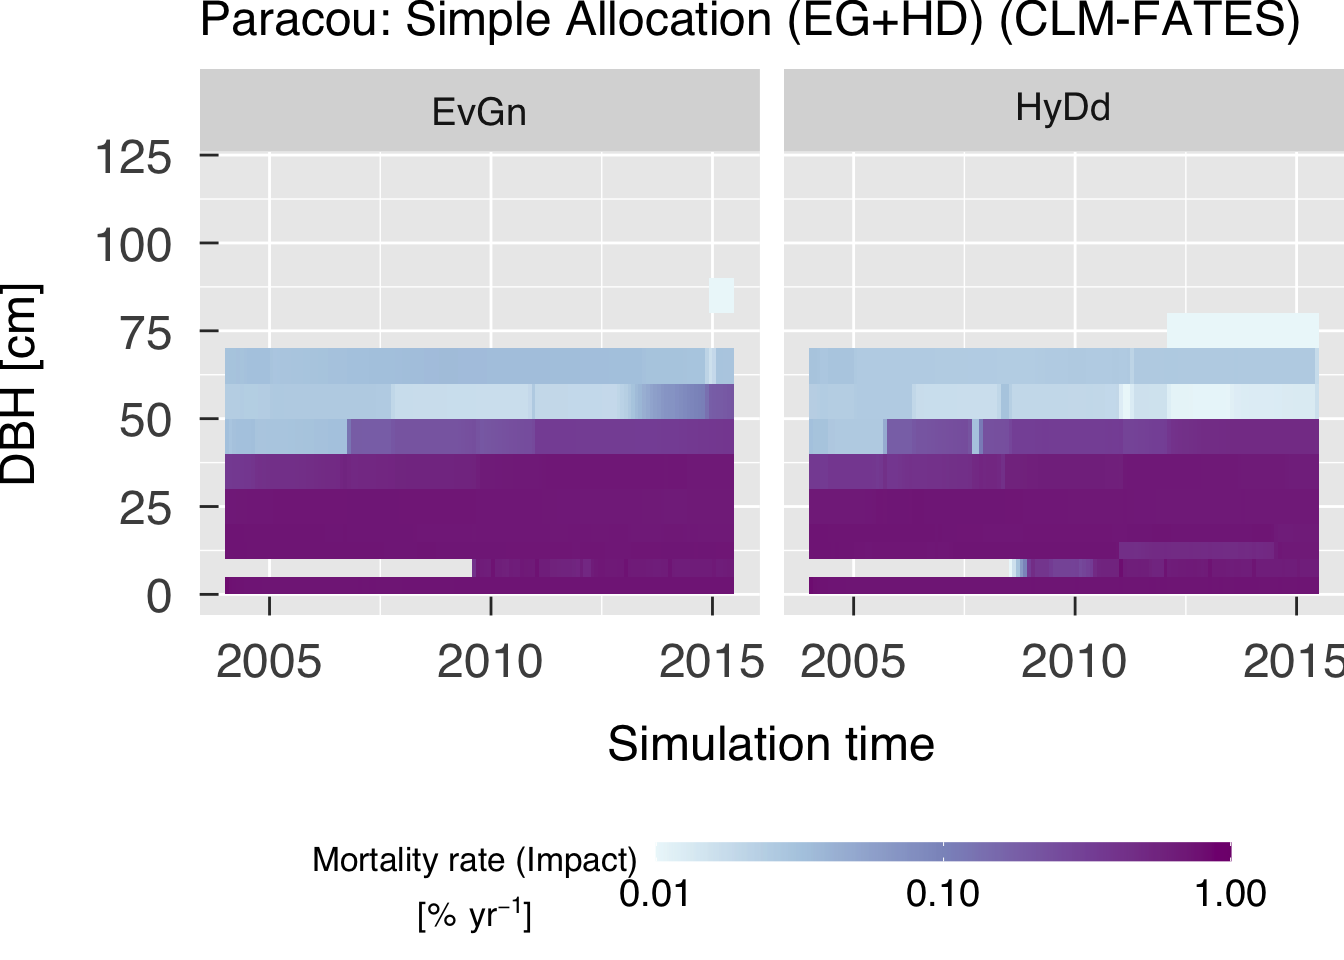 Paracou: Simple Allocation (EG+HD) (CLM-FATES)
EvGn
HyDd
125
100
75
50
25
0
DBH [cm]
2005 2010 2015 2005 2010 2015
Simulation time
Mortality rate (Impact)
[% yr⁻¹]
0.01 0.10 1.00